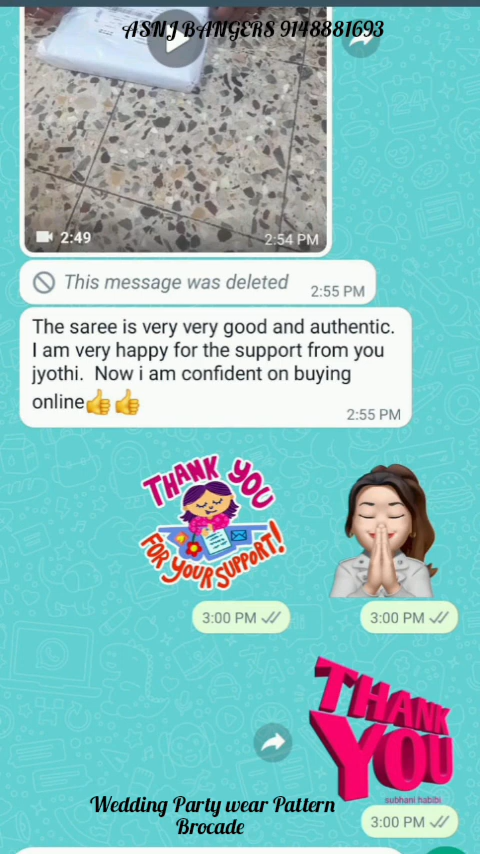 ASNJ BANGERS 9148881693
2:49
2:54 PM
This message was deleted
2:55 PM
The saree is very very good and authentic.
I am very happy for the support from you
jyothi.  Now i am confident on buying
online👍👍
2:55 PM
THANK YOU
FOR YOUR SUPPORT!
3:00 PM
3:00 PM
THANK
YOU
subhani habibi
3:00 PM
Wedding Party wear Pattern
Brocade